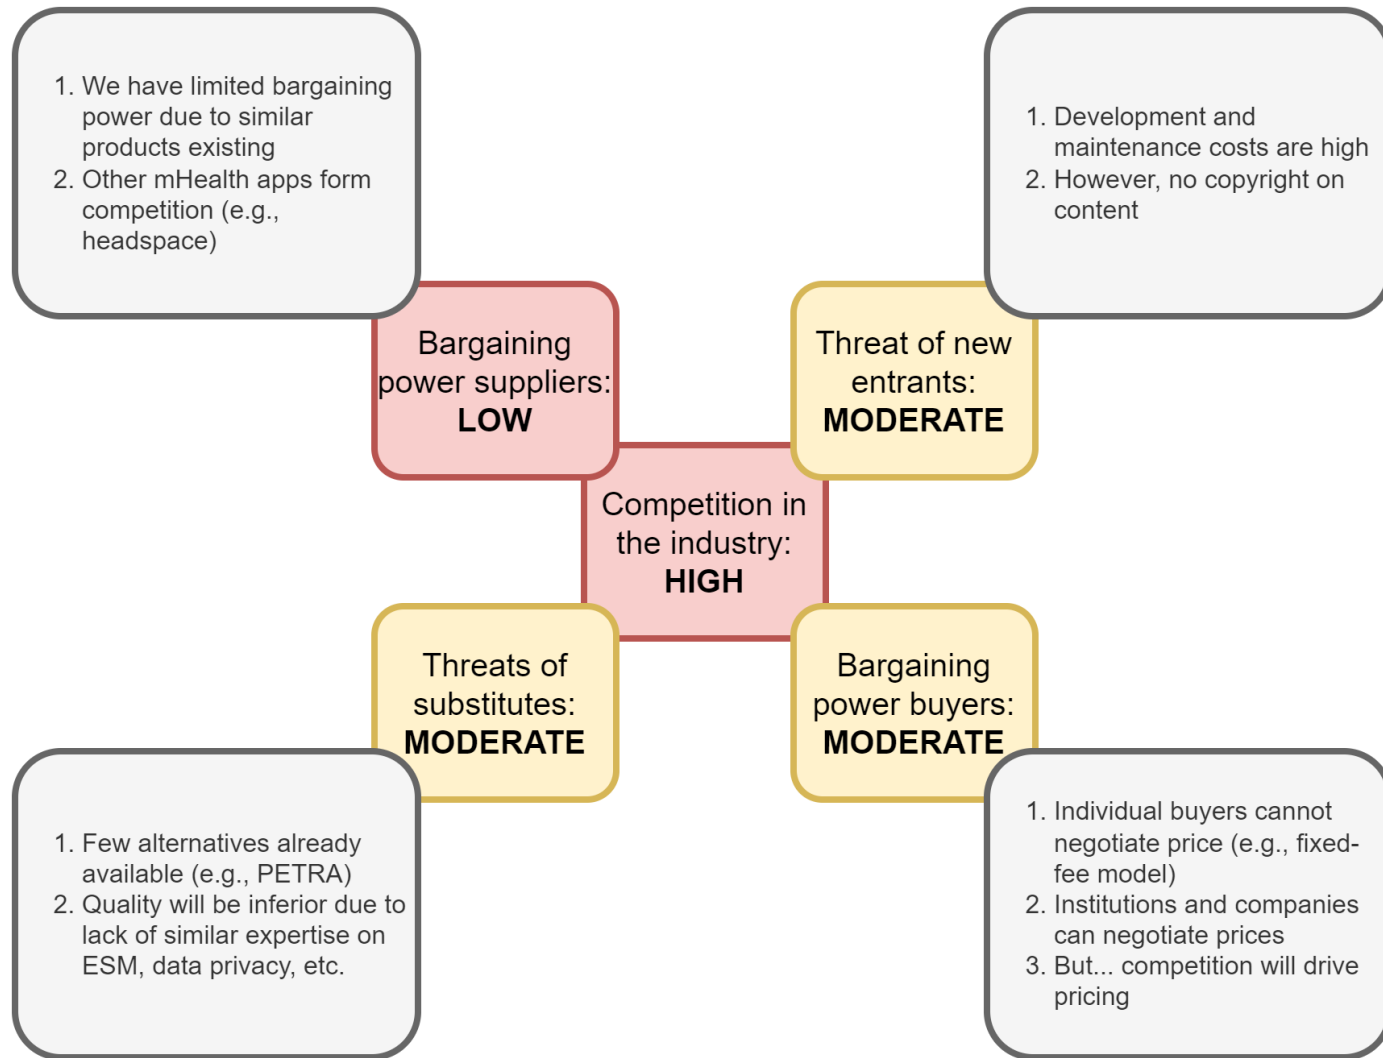 1. We have limited bargaining
power due to similar
products existing
2. Other mHealth apps form
competition (e.g.,
headspace)
1. Development and
maintenance costs are high
2. However, no copyright on
content
Bargaining
power suppliers:
LOW
Threat of new
entrants:
MODERATE
Competition in
the industry:
HIGH
Threats of
substitutes:
MODERATE
Bargaining
power buyers:
MODERATE
1. Few alternatives already
available (e.g., PETRA)
2. Quality will be inferior due to
lack of similar expertise on
ESM, data privacy, etc.
1. Individual buyers cannot
negotiate price (e.g., fixed-
fee model)
2. Institutions and companies
can negotiate prices
3. But... competition will drive
pricing